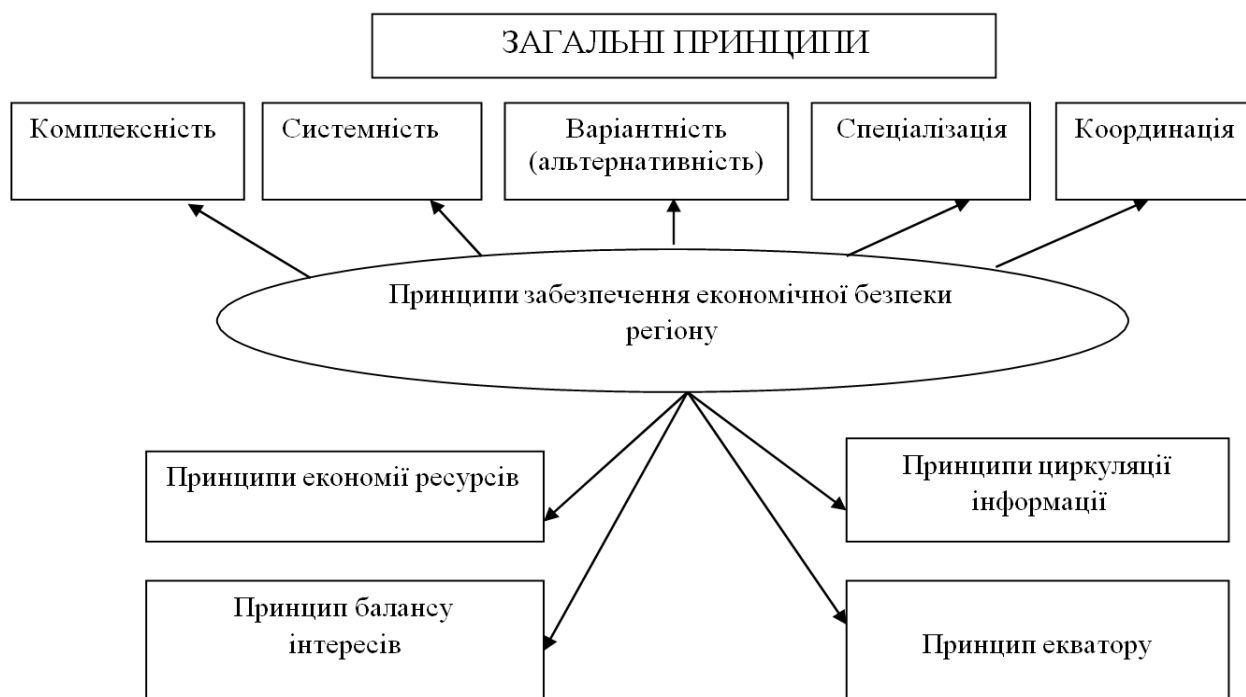 ЗАГАЛЬНІ ПРИНЦИПИ
Комплексність
Системність
Варіантність
(альтернативність)
Спеціалізація
Координація
Принципи забезпечення економічної безпеки
регіону
Принципи економії ресурсів
Принципи циркуляції
інформації
Принцип балансу
інтересів
Принцип екватору